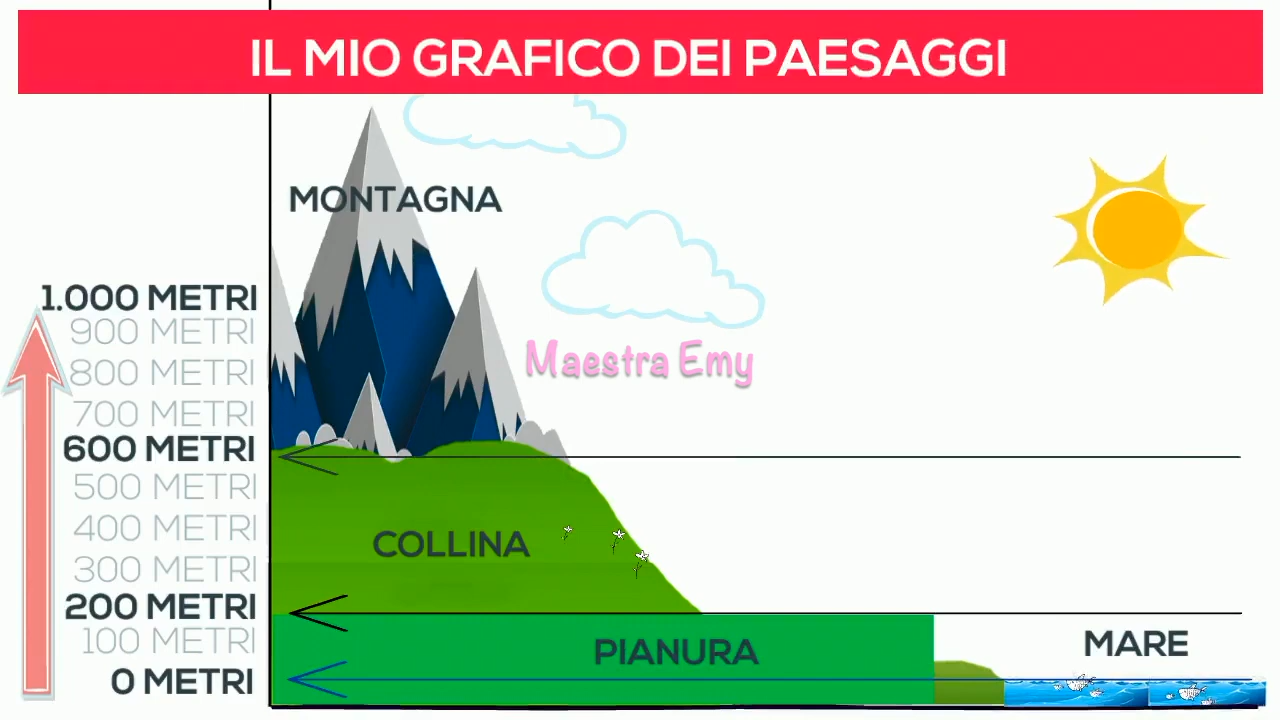 IL MIO GRAFICO DEI PAESAGGI
MONTAGNA
1.000 METRI
900 METRI
Maestra Emy
800 METRI
700 METRI
600 METRI
500 METRI
400 METRI
COLLINA
300 METRI
200 METRI
100 METRI
PIANURA
MARE
0 METRI